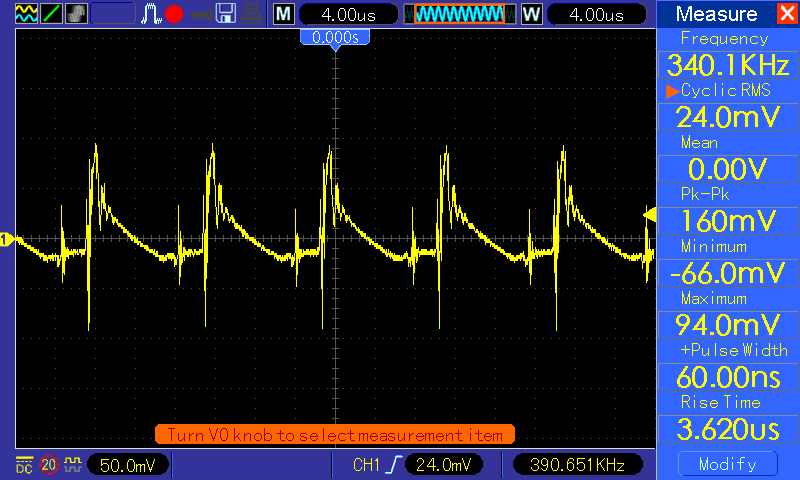 M 4.00us W 4.00us
0.000s
Measure
Frequency
340.1KHz
Cyclic RMS
24.0mV
Mean
0.00V
Pk-Pk
160mV
Minimum
-66.0mV
Maximum
94.0mV
+Pulse Width
60.00ns
Rise Time
3.620us
Modify
1
Turn V0 knob to select measurement item
DC 20 50.0mV CH1 24.0mV 390.651KHz